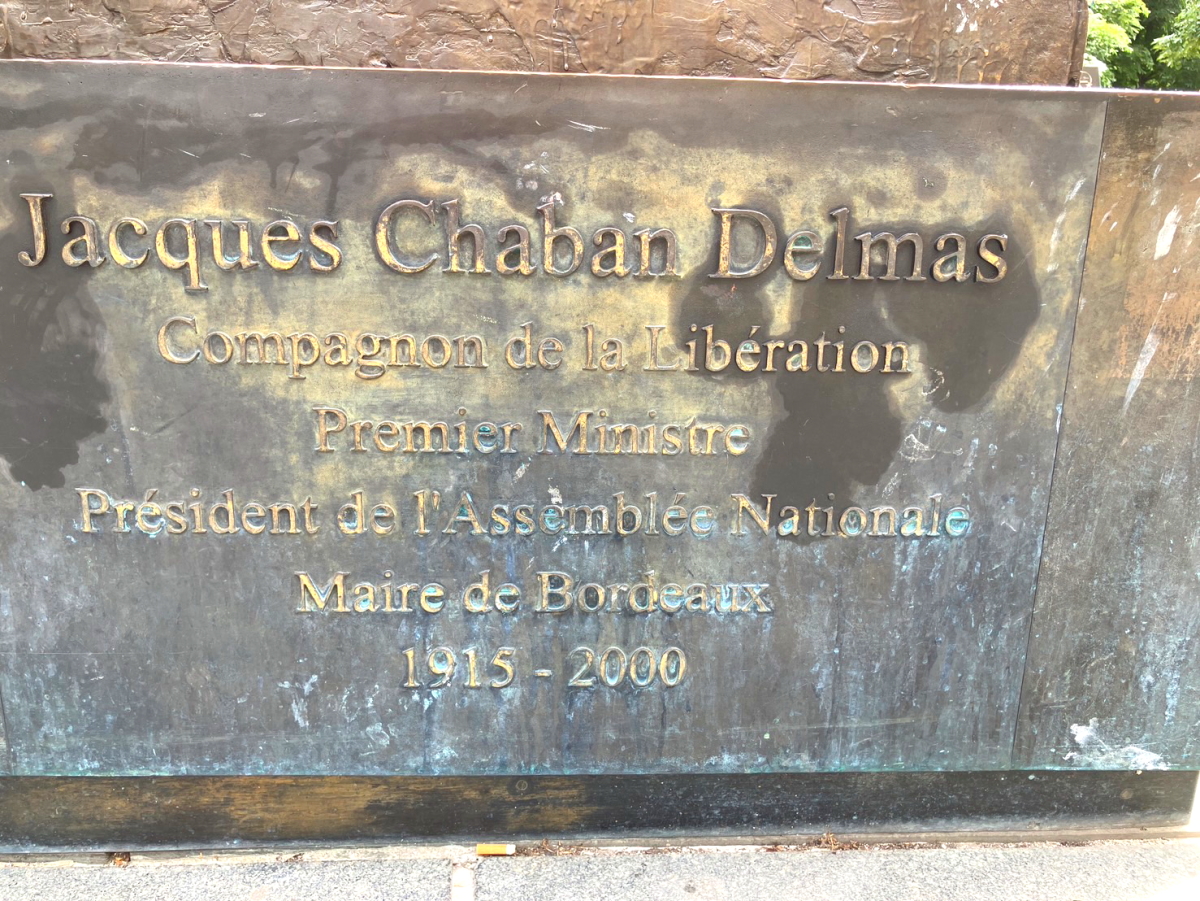 Jacques Chaban Delmas
Compagnon de la Libération
Premier Ministre
Président de l'Assemblée Nationale
Maire de Bordeaux
1915 - 2000